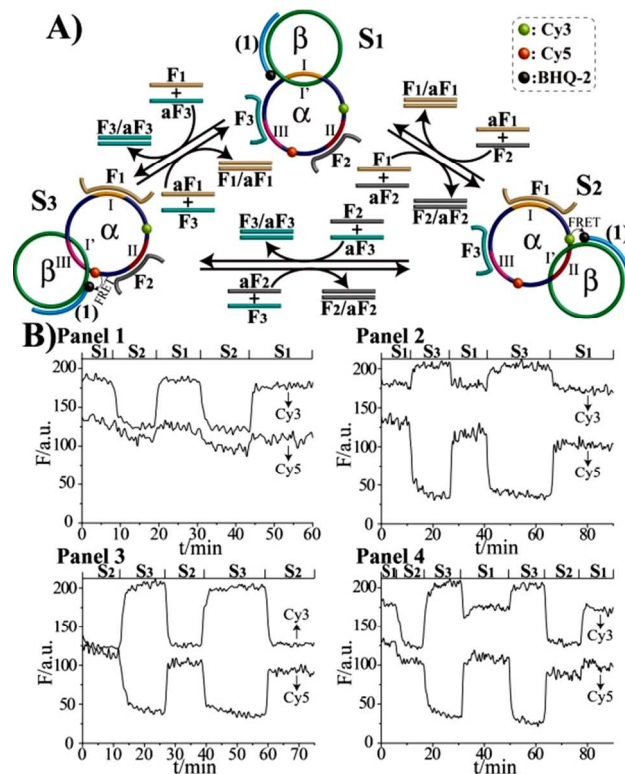 A)
(1) β S1
I
I'
α
III II
F3 F2
: Cy3
: Cy5
:BHQ-2
F1
+
aF3
F3/aF3
F1/aF1
aF1
+
F3
F1/aF1
aF1
+
F2
F1
+
aF2
F2/aF2
S3 F1
I
α
I' II
β III
F2
(1) FRET
F3/aF3
F2
+
aF3
aF2
+
F3
F2/aF2
S2
F1
I
α FRET
(1)
F3 III I' II
β
B) Panel 1
S1 S2 S1 S2 S1
200
150
100
50
0
F/a.u.
Cy3
Cy5
0 10 20 30 40 50 60
t/min
Panel 2
S1 S3 S1 S3 S1
200
150
100
50
0
F/a.u.
Cy3
Cy5
0 20 40 60 80
t/min
Panel 3
S2 S3 S2 S3 S2
200
150
100
50
0
F/a.u.
Cy3
Cy5
0 10 20 30 40 50 60 70
t/min
Panel 4
S1 S2 S3 S1 S3 S2 S1
200
150
100
50
0
F/a.u.
Cy3
Cy5
0 20 40 60 80
t/min